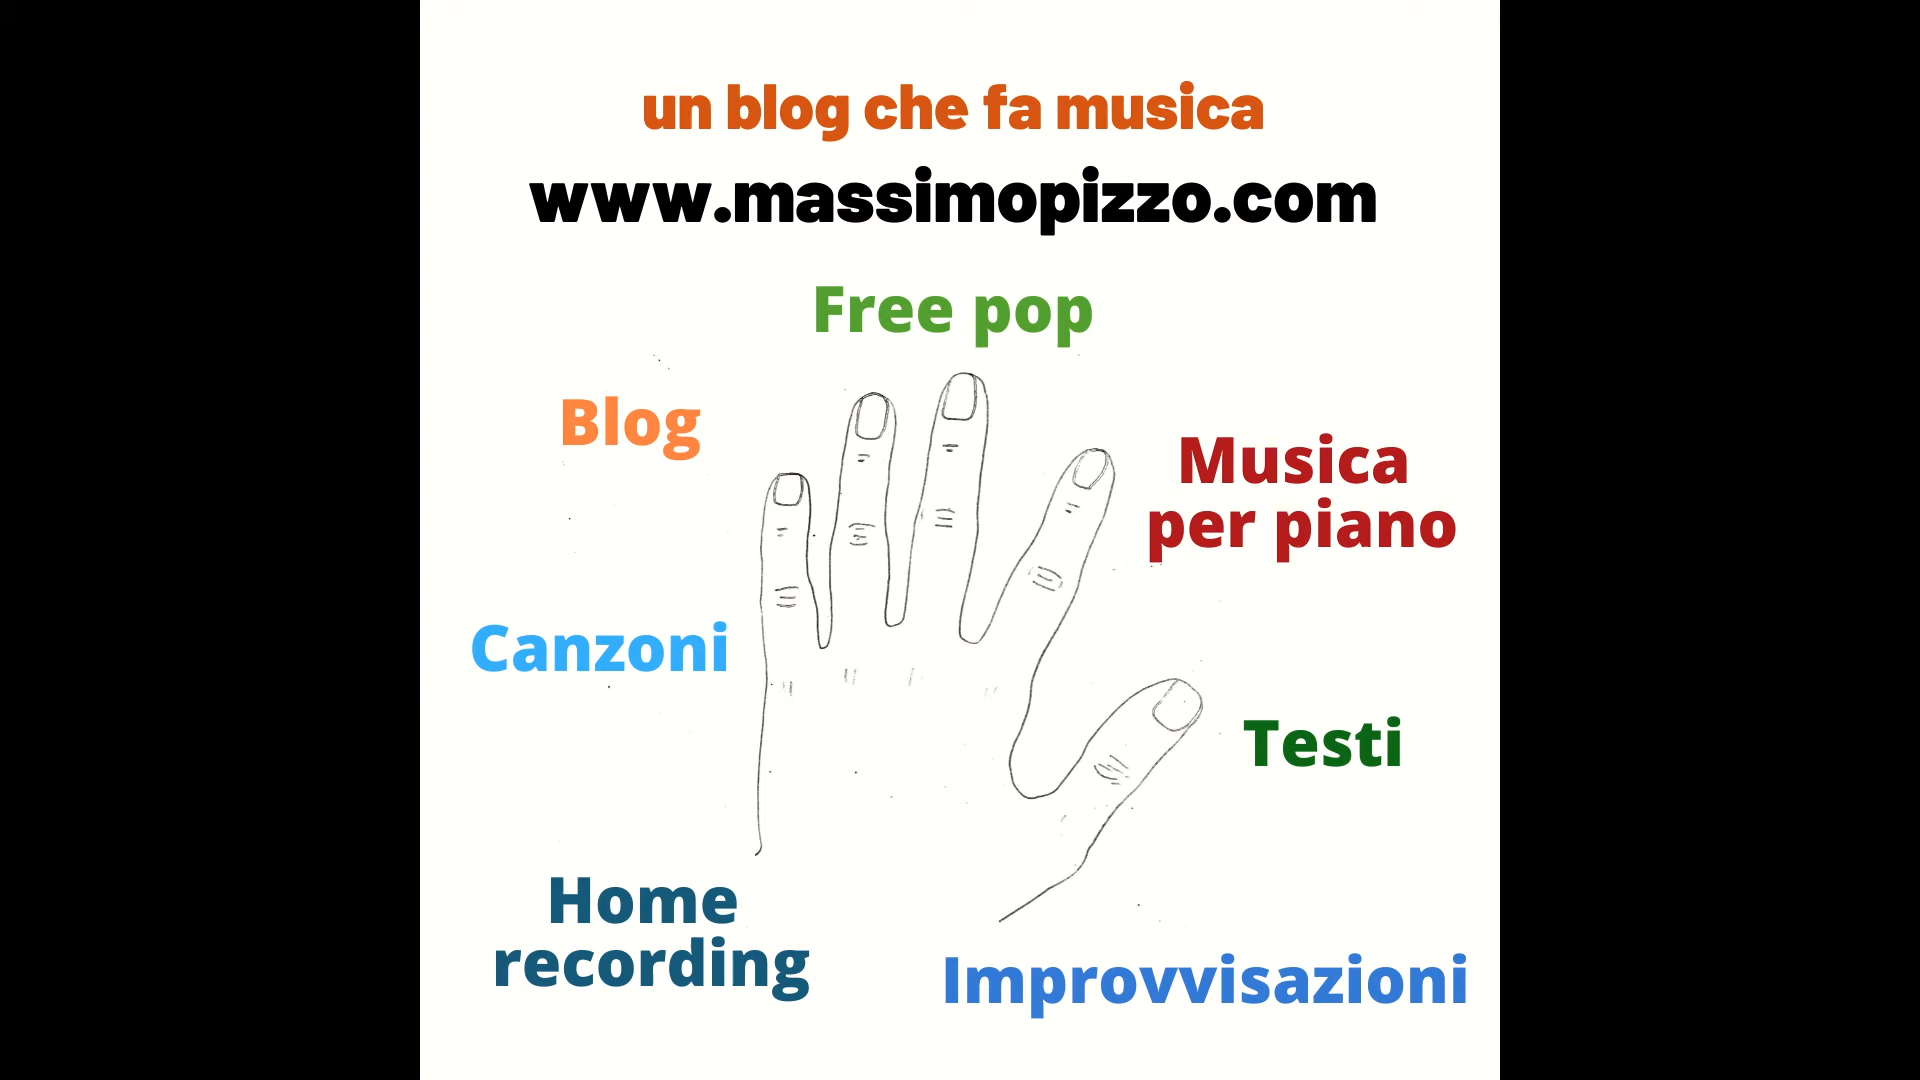 un blog che fa musica
www.massimopizzo.com
Free pop
Blog
Musica
per piano
Canzoni
Testi
Home
recording
Improvvisazioni